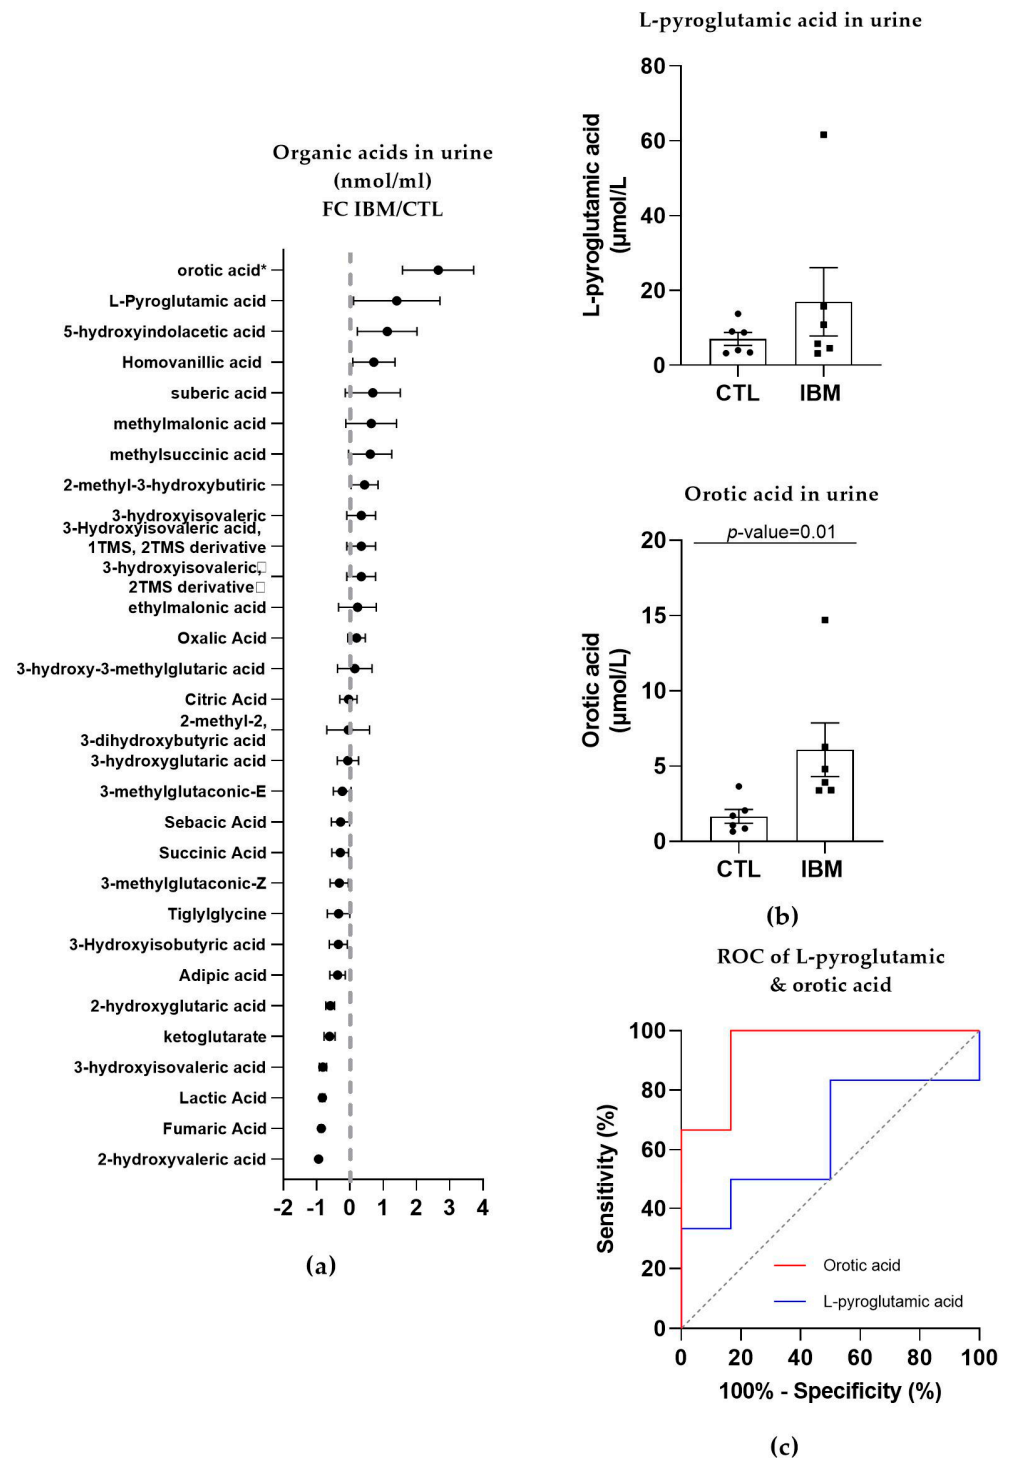 Organic acids in urine
(nmol/ml)
FC IBM/CTL
orotic acid*
L-Pyroglutamic acid
5-hydroxyindolacetic acid
Homovanillic acid
suberic acid
methylmalonic acid
methylsuccinic acid
2-methyl-3-hydroxybutiric
3-hydroxyisovaleric
3-Hydroxyisovaleric acid,
1TMS, 2TMS derivative
3-hydroxyisovaleric,□
2TMS derivative□
ethylmalonic acid
Oxalic Acid
3-hydroxy-3-methylglutaric acid
Citric Acid
2-methyl-2,
3-dihydroxybutyric acid
3-hydroxyglutaric acid
3-methylglutaconic-E
Sebacic Acid
Succinic Acid
3-methylglutaconic-Z
Tiglylglycine
3-Hydroxyisobutyric acid
Adipic acid
2-hydroxyglutaric acid
ketoglutarate
3-hydroxyisovaleric acid
Lactic Acid
Fumaric Acid
2-hydroxyvaleric acid
-2 -1 0 1 2 3 4
(a)
L-pyroglutamic acid in urine
L-pyroglutamic acid
(µmol/L
80
60
40
20
0
CTL IBM
Orotic acid in urine
p-value=0.01
Orotic acid
(µmol/L)
20
15
10
5
0
CTL IBM
(b)
ROC of L-pyroglutamic
& orotic acid
Sensitivity (%)
100
80
60
40
20
0
Orotic acid
L-pyroglutamic acid
0 20 40 60 80 100
100% - Specificity (%)
(c)